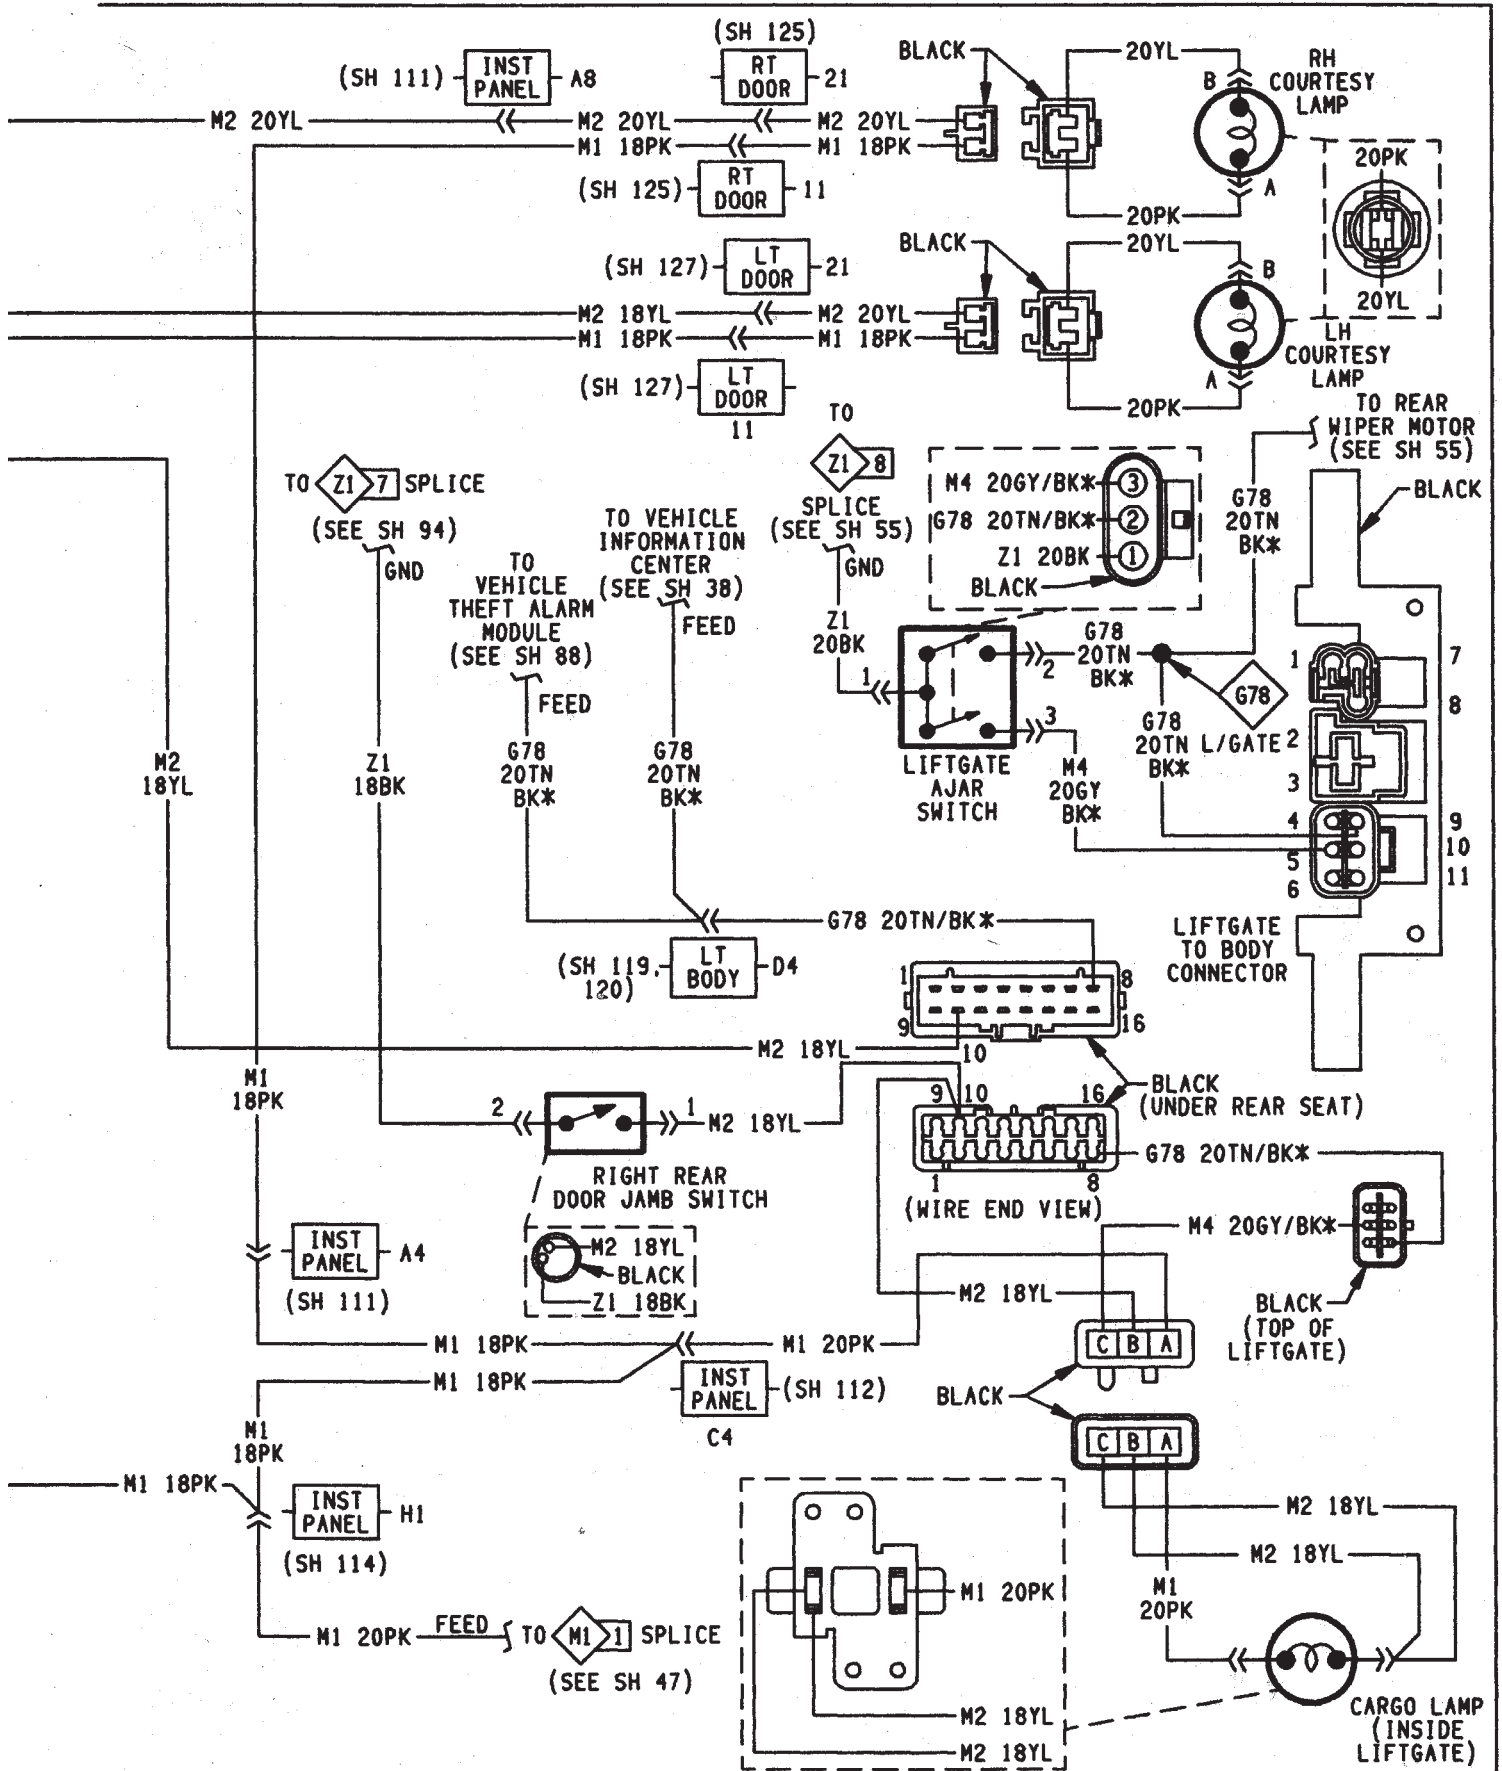 (SH 125)
(SH 111)
INST
PANEL
A8
RT
DOOR
21
BLACK
20YL
RH
COURTESY
LAMP
B
M2 20YL
M2 20YL
M2 20YL
M1 18PK
M1 18PK
(SH 125)
RT
DOOR
11
A
20PK
20PK
20YL
BLACK
20YL
(SH 127)
LT
DOOR
21
B
M2 18YL
M2 20YL
M1 18PK
M1 18PK
LH
COURTESY
LAMP
(SH 127)
LT
DOOR
11
A
20PK
TO REAR
WIPER MOTOR
(SEE SH 55)
BLACK
TO
Z1 8
SPLICE
(SEE SH 55)
GND
TO Z1 7 SPLICE
(SEE SH 94)
GND
TO VEHICLE
INFORMATION
CENTER
(SEE SH 38)
FEED
TO
VEHICLE
THEFT ALARM
MODULE
(SEE SH 88)
FEED
M4 20GY/BK* 3
G78 20TN/BK* 2
Z1 20BK 1
BLACK
G78
20TN
BK*
Z1
20BK
1
G78
20TN
BK*
2
3
G78
G78
20TN
BK*
L/GATE
LIFTGATE
AJAR
SWITCH
M4
20GY
BK*
1
2
3
4
5
6
7
8
9
10
11
M2
18YL
Z1
18BK
G78
20TN
BK*
G78
20TN
BK*
G78 20TN/BK*
(SH 119,
120)
LT
BODY
D4
LIFTGATE
TO BODY
CONNECTOR
1
8
9
16
M2 18YL
10
M1
18PK
BLACK
(UNDER REAR SEAT)
9
10
16
2
1
M2 18YL
RIGHT REAR
DOOR JAMB SWITCH
G78 20TN/BK*
1
8
(WIRE END VIEW)
M4 20GY/BK*
M2 18YL
BLACK
Z1 18BK
INST
PANEL
A4
(SH 111)
M2 18YL
BLACK
(TOP OF
LIFTGATE)
M1 18PK
M1 20PK
C B A
M1 18PK
INST
PANEL
(SH 112)
C4
BLACK
C B A
M1
18PK
M1 18PK
INST
PANEL
H1
(SH 114)
M2 18YL
M2 18YL
M1 20PK
M1
20PK
M1 20PK
FEED
TO M1 1 SPLICE
(SEE SH 47)
M2 18YL
M2 18YL
CARGO LAMP
(INSIDE
LIFTGATE)